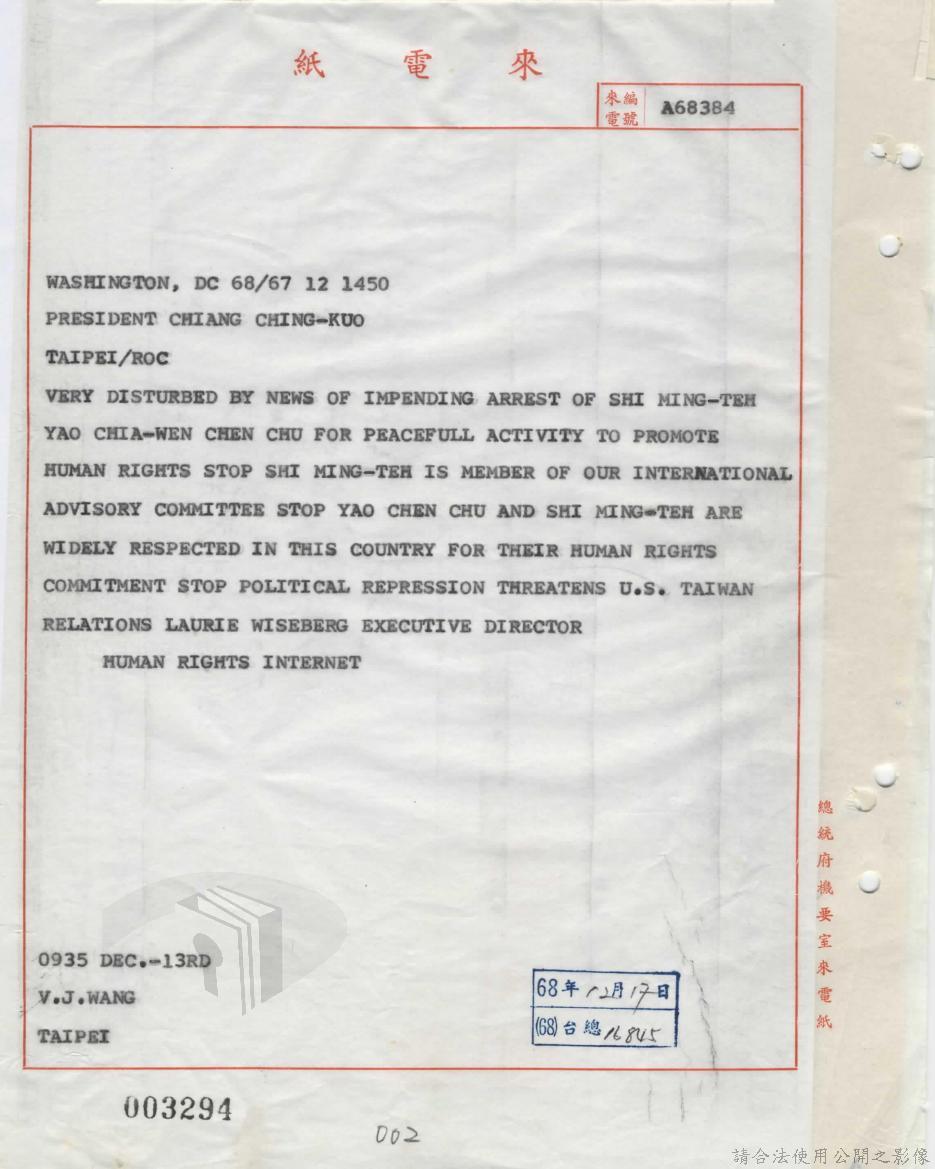 紙 電 來
來電 編號 A68384
WASHINGTON, DC 68/67 12 1450
PRESIDENT CHIANG CHING-KUO
TAIPEI/ROC
VERY DISTURBED BY NEWS OF IMPENDING ARREST OF SHI MING-TEH
YAO CHIA-WEN CHEN CHU FOR PEACEFULL ACTIVITY TO PROMOTE
HUMAN RIGHTS STOP SHI MING-TEH IS MEMBER OF OUR INTERNATIONAL
ADVISORY COMMITTEE STOP YAO CHEN CHU AND SHI MING-TEH ARE
WIDELY RESPECTED IN THIS COUNTRY FOR THEIR HUMAN RIGHTS
COMMITMENT STOP POLITICAL REPRESSION THREATENS U.S. TAIWAN
RELATIONS LAURIE WISEBERG EXECUTIVE DIRECTOR
HUMAN RIGHTS INTERNET
總統府機要室來電紙
0935 DEC.-13RD
V.J.WANG
TAIPEI
68年12月17日
(68)台總16845
003294
002
請合法使用公開之影像